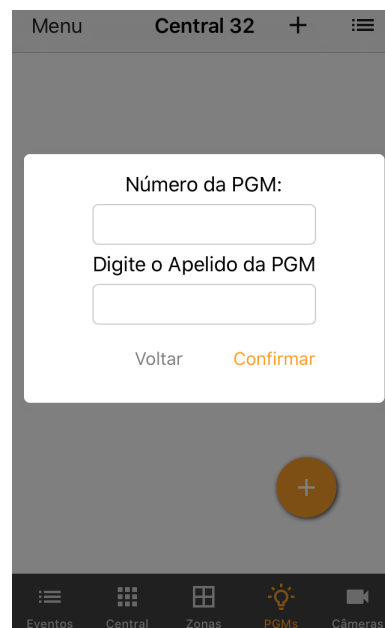 Menu Central 32 +
Número da PGM:
Digite o Apelido da PGM
Voltar Confirmar
+
Eventos Central Zonas PGMs Câmeras